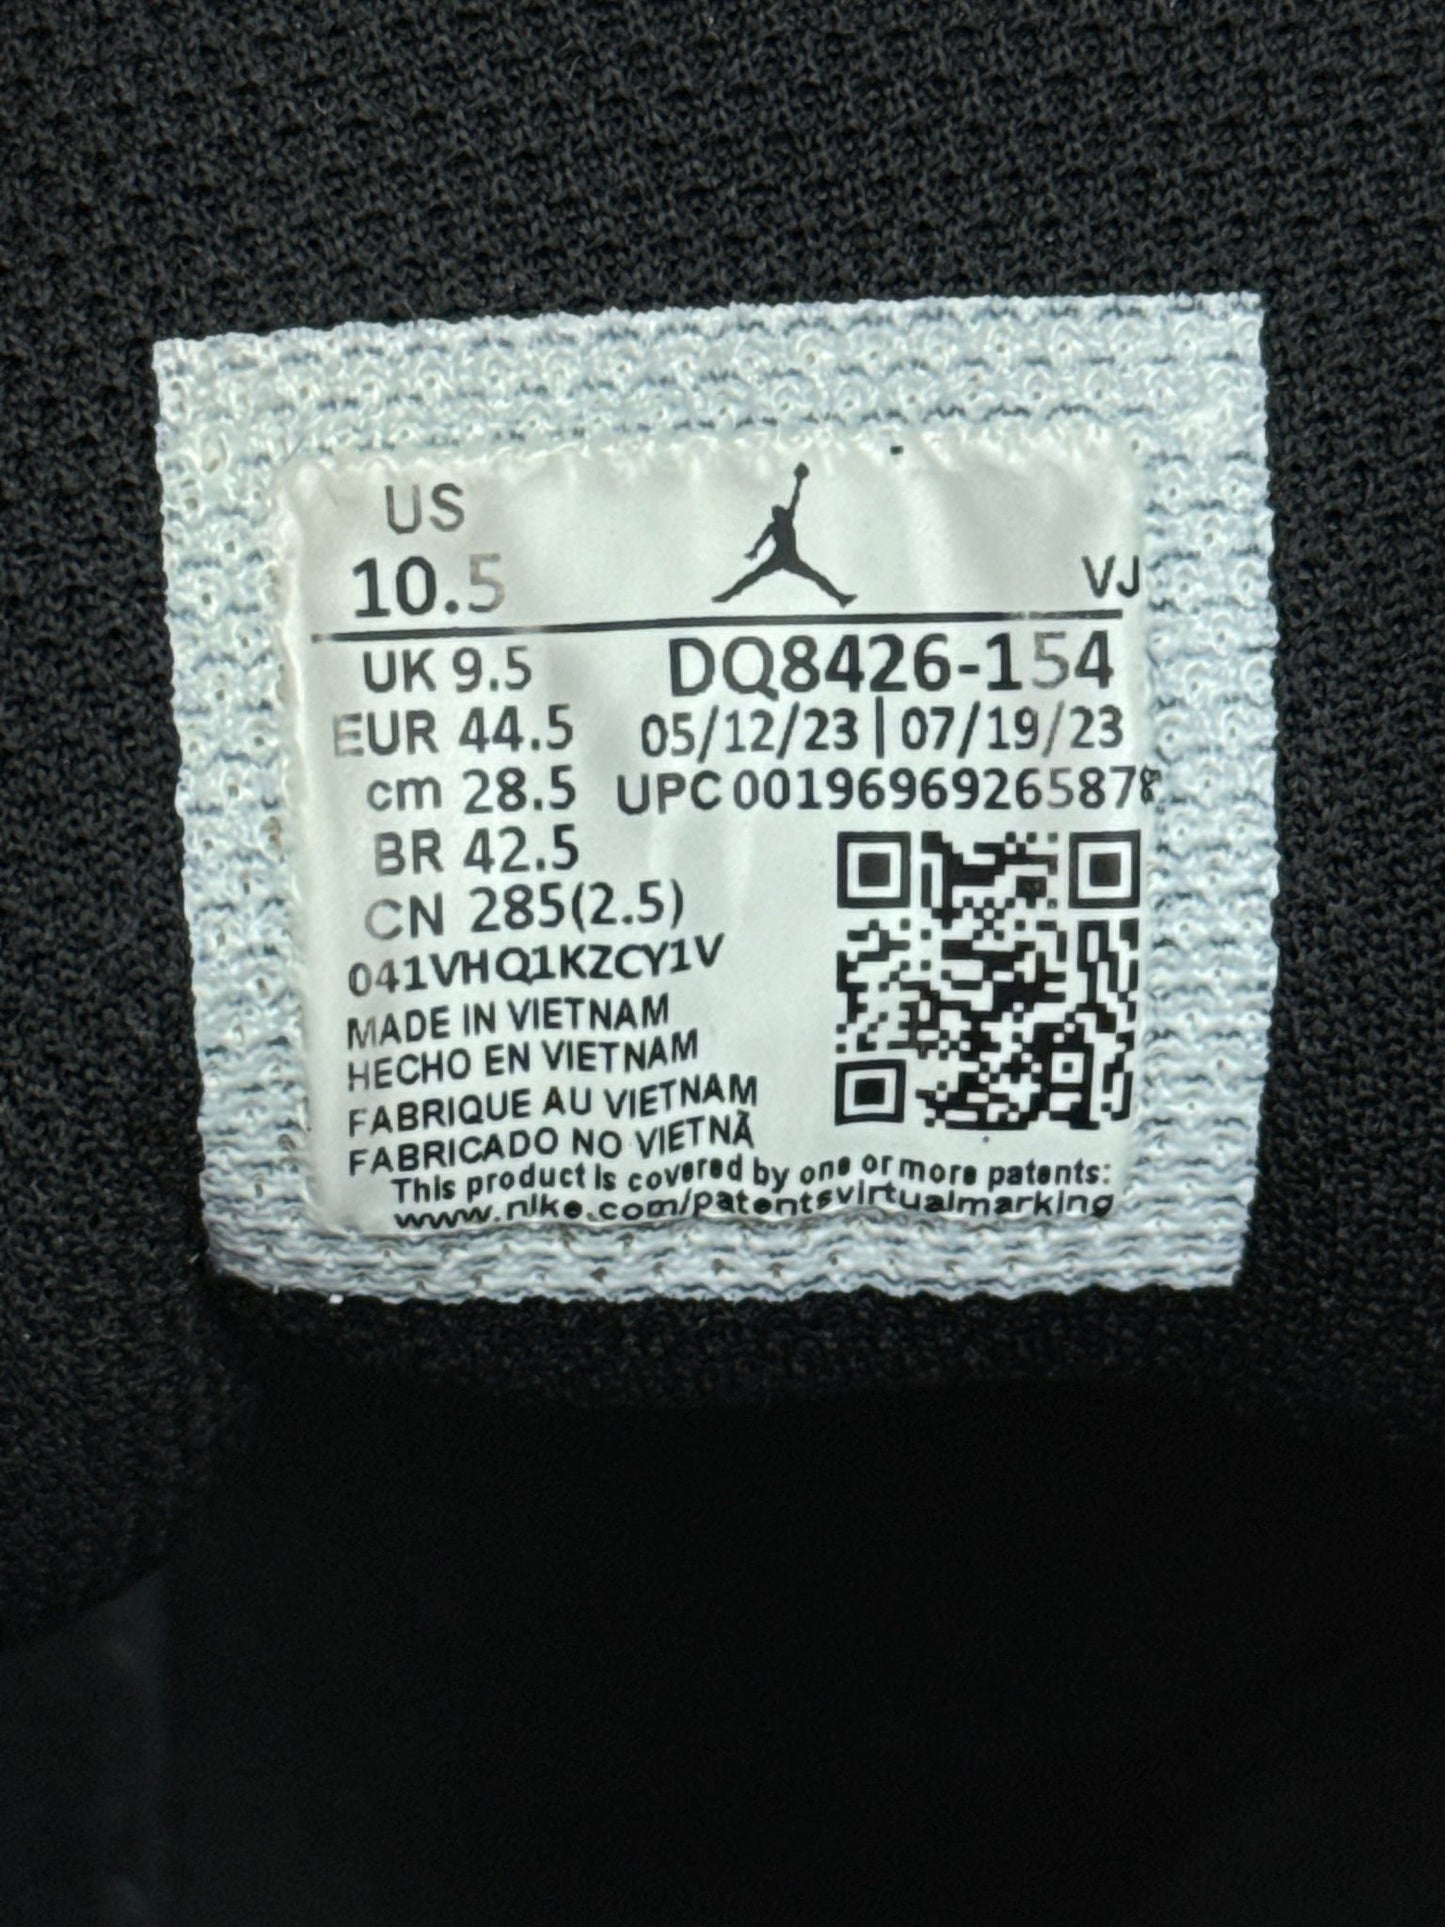 US
10.5
VJ
UK 9.5
DQ8426-154
EUR 44.5
05/12/23 | 07/19/23
cm 28.5
UPC 00196969265878
BR 42.5
CN 285(2.5)
041VHQ1KZCY1V
MADE IN VIETNAM
HECHO EN VIETNAM
FABRIQUE AU VIETNAM
FABRICADO NO VIETNÃ
This product is covered by one or more patents:
www.nike.com/patentsvirtualmarking